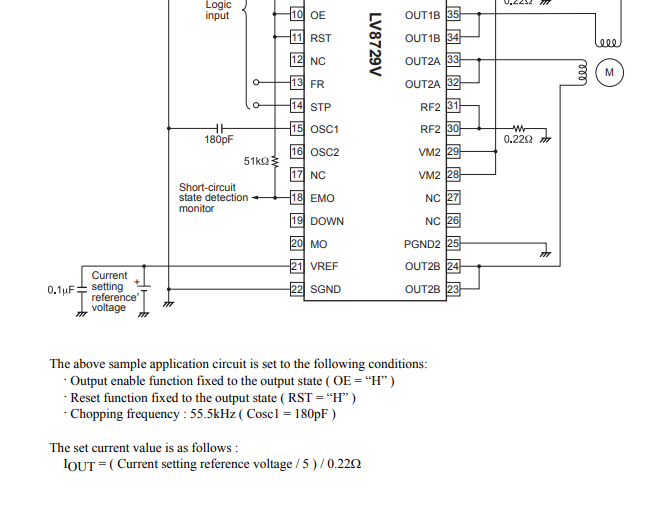 Logic
input
10 OE
11 RST
12 NC
13 FR
14 STP
15 OSC1
16 OSC2
17 NC
18 EMO
19 DOWN
20 MO
21 VREF
22 SGND
LV8729V
OUT1B 35
OUT1B 34
OUT2A 33
OUT2A 32
RF2 31
RF2 30
VM2 29
VM2 28
NC 27
NC 26
PGND2 25
OUT2B 24
OUT2B 23
M
0.22Ω
180pF
51kΩ
Short-circuit
state detection
monitor
0.1μF
Current
setting
reference
voltage
+
The above sample application circuit is set to the following conditions:
· Output enable function fixed to the output state ( OE = “H” )
· Reset function fixed to the output state ( RST = “H” )
· Chopping frequency : 55.5kHz ( Cosc1 = 180pF )
The set current value is as follows :
IOUT = ( Current setting reference voltage / 5 ) / 0.22Ω